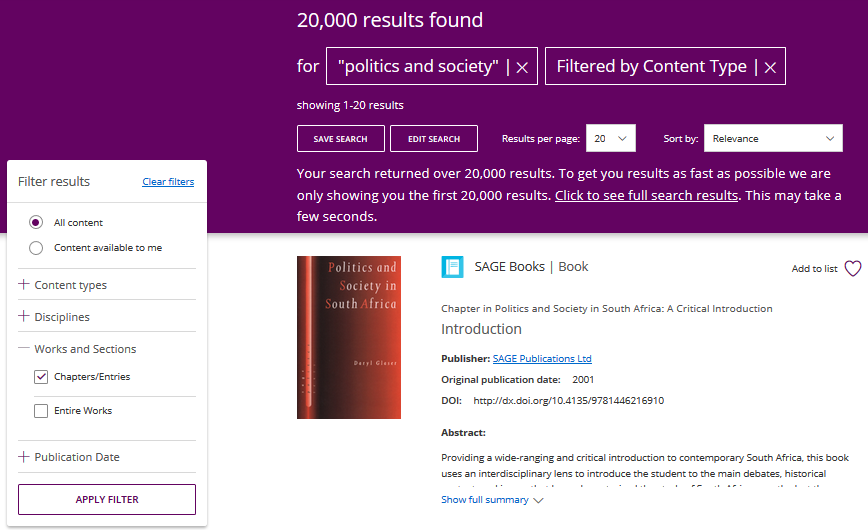 20,000 results found
for "politics and society" | × Filtered by Content Type | ×
showing 1-20 results
SAVE SEARCH EDIT SEARCH Results per page: 20 Sort by: Relevance
Your search returned over 20,000 results. To get you results as fast as possible we are
only showing you the first 20,000 results. Click to see full search results. This may take a
few seconds.
Filter results Clear filters
All content
Content available to me
Content types
Disciplines
Works and Sections
Chapters/Entries
Entire Works
Publication Date
APPLY FILTER
Politics and
Society in
South Africa
Daryl Glaser
SAGE Books | Book
Add to list
Chapter in Politics and Society in South Africa: A Critical Introduction
Introduction
Publisher: SAGE Publications Ltd
Original publication date: 2001
DOI: http://dx.doi.org/10.4135/9781446216910
Abstract:
Providing a wide-ranging and critical introduction to contemporary South Africa, this book
uses an interdisciplinary lens to introduce the student to the main debates, historical
Show full summary